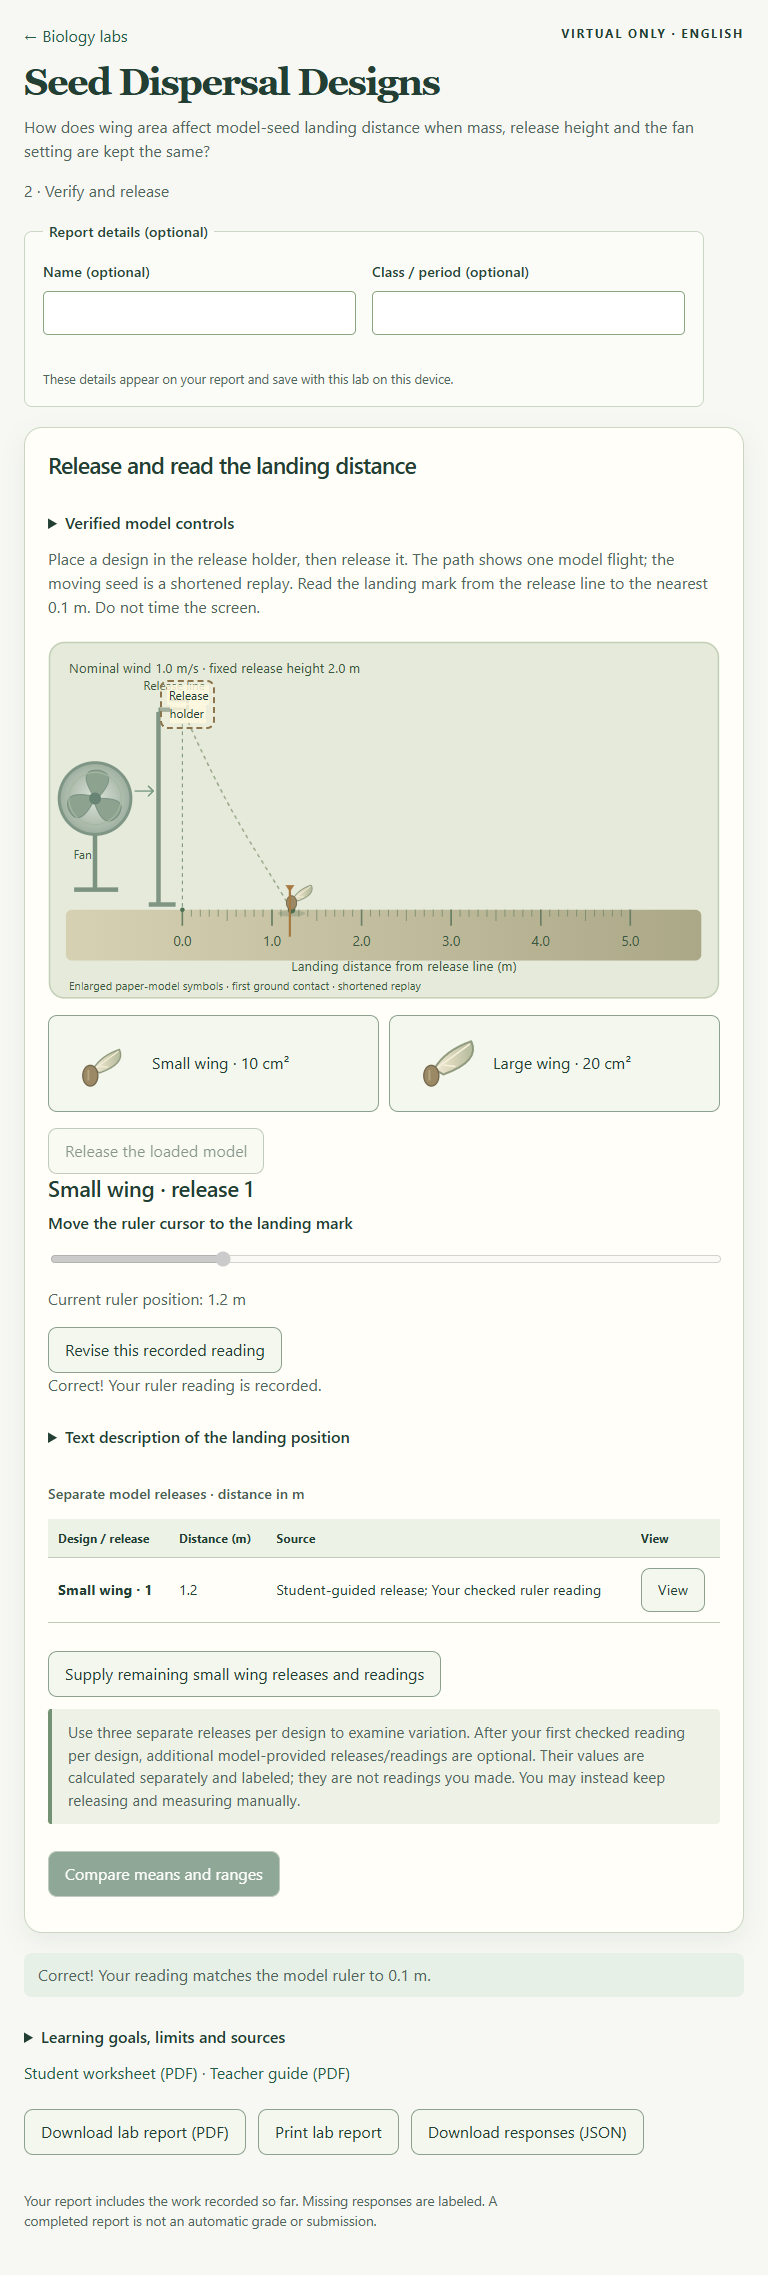 ← Biology labs
VIRTUAL ONLY · ENGLISH
Seed Dispersal Designs
How does wing area affect model-seed landing distance when mass, release height and the fan
setting are kept the same?
2 · Verify and release
Report details (optional)
Name (optional)
Class / period (optional)
These details appear on your report and save with this lab on this device.
Release and read the landing distance
▶ Verified model controls
Place a design in the release holder, then release it. The path shows one model flight; the
moving seed is a shortened replay. Read the landing mark from the release line to the nearest
0.1 m. Do not time the screen.
Nominal wind 1.0 m/s · fixed release height 2.0 m
Release
holder
Fan
0.0 1.0 2.0 3.0 4.0 5.0
Landing distance from release line (m)
Enlarged paper-model symbols · first ground contact · shortened replay
Small wing · 10 cm²
Large wing · 20 cm²
Release the loaded model
Small wing · release 1
Move the ruler cursor to the landing mark
Current ruler position: 1.2 m
Revise this recorded reading
Correct! Your ruler reading is recorded.
▶ Text description of the landing position
Separate model releases · distance in m
Design / release Distance (m) Source View
Small wing · 1 1.2 Student-guided release; Your checked ruler reading View
Supply remaining small wing releases and readings
Use three separate releases per design to examine variation. After your first checked reading
per design, additional model-provided releases/readings are optional. Their values are
calculated separately and labeled; they are not readings you made. You may instead keep
releasing and measuring manually.
Compare means and ranges
Correct! Your reading matches the model ruler to 0.1 m.
▶ Learning goals, limits and sources
Student worksheet (PDF) · Teacher guide (PDF)
Download lab report (PDF)
Print lab report
Download responses (JSON)
Your report includes the work recorded so far. Missing responses are labeled. A
completed report is not an automatic grade or submission.